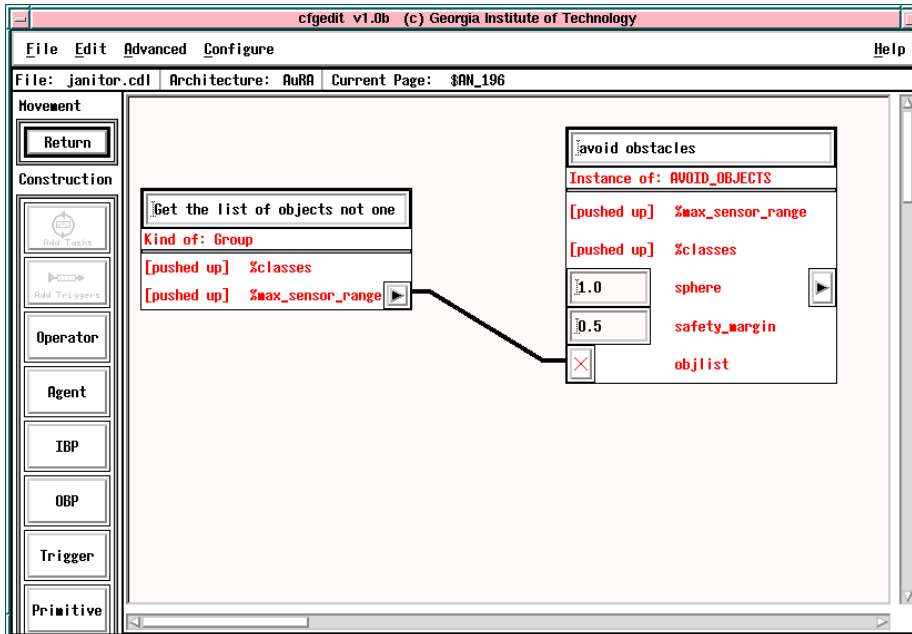 cfgedit v1.0b (c) Georgia Institute of Technology
File Edit Advanced Configure Help
File: janitor.cdl Architecture: AuRA Current Page: $AN_196
Movement
Return
Construction
Add Tasks
Add Triggers
Operator
Agent
IBP
OBP
Trigger
Primitive
Get the list of objects not one
Kind of: Group
[pushed up] %classes
[pushed up] %max_sensor_range
avoid obstacles
Instance of: AVOID_OBJECTS
[pushed up] %max_sensor_range
[pushed up] %classes
1.0 sphere
0.5 safety_margin
objlist